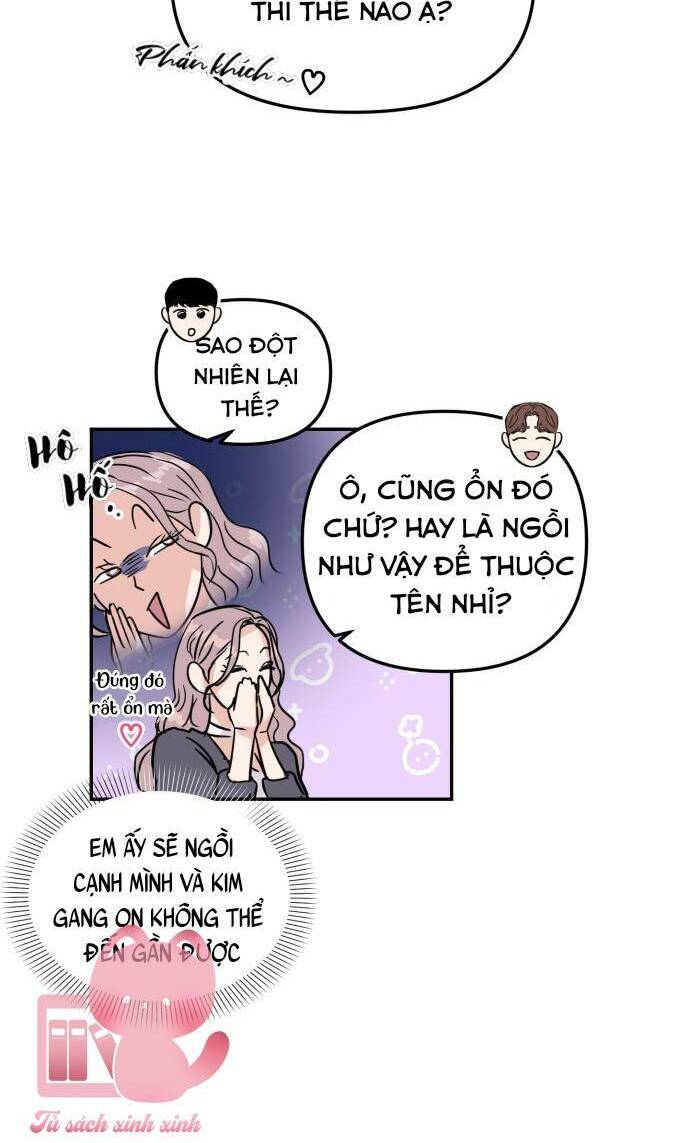 THÌ THẾ NÀO Ạ?
Phấn khích ~ ♡
SAO ĐỘT
NHIÊN LẠI
THẾ?
HÔ
HỐ..
Ô, CŨNG ỔN ĐÓ
CHỨ? HAY LÀ NGỒI
NHƯ VẬY ĐỂ THUỘC
TÊN NHỈ?
Đúng đó
rất ổn mà
♡
EM ẤY SẼ NGỒI
CẠNH MÌNH VÀ KIM
GANG ON KHÔNG THỂ
ĐẾN GẦN ĐƯỢC
Tủ sách xinh xinh